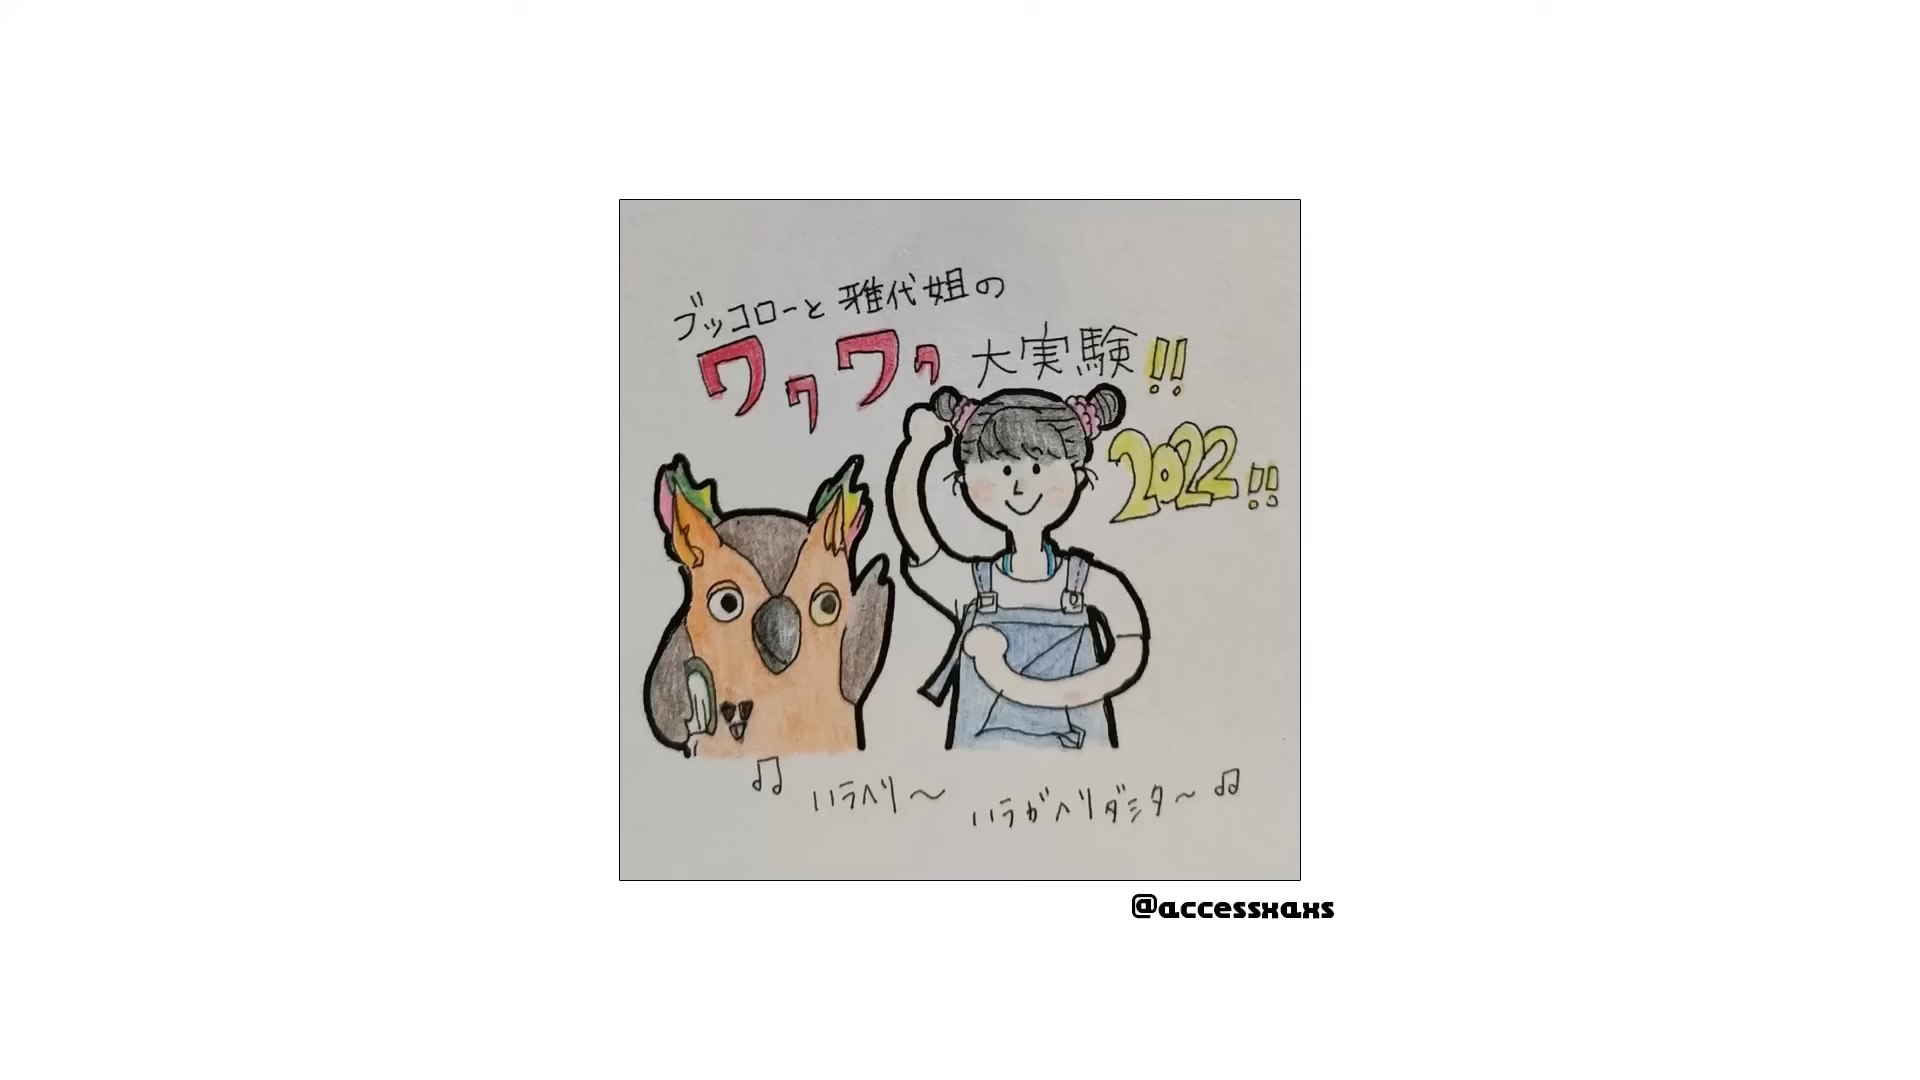 ブッコローと雅代姐の
ワクワク大実験!!
2022!!
♫ ハラヘリ〜 ハラガヘリダシタ〜♫
@accessxaxs